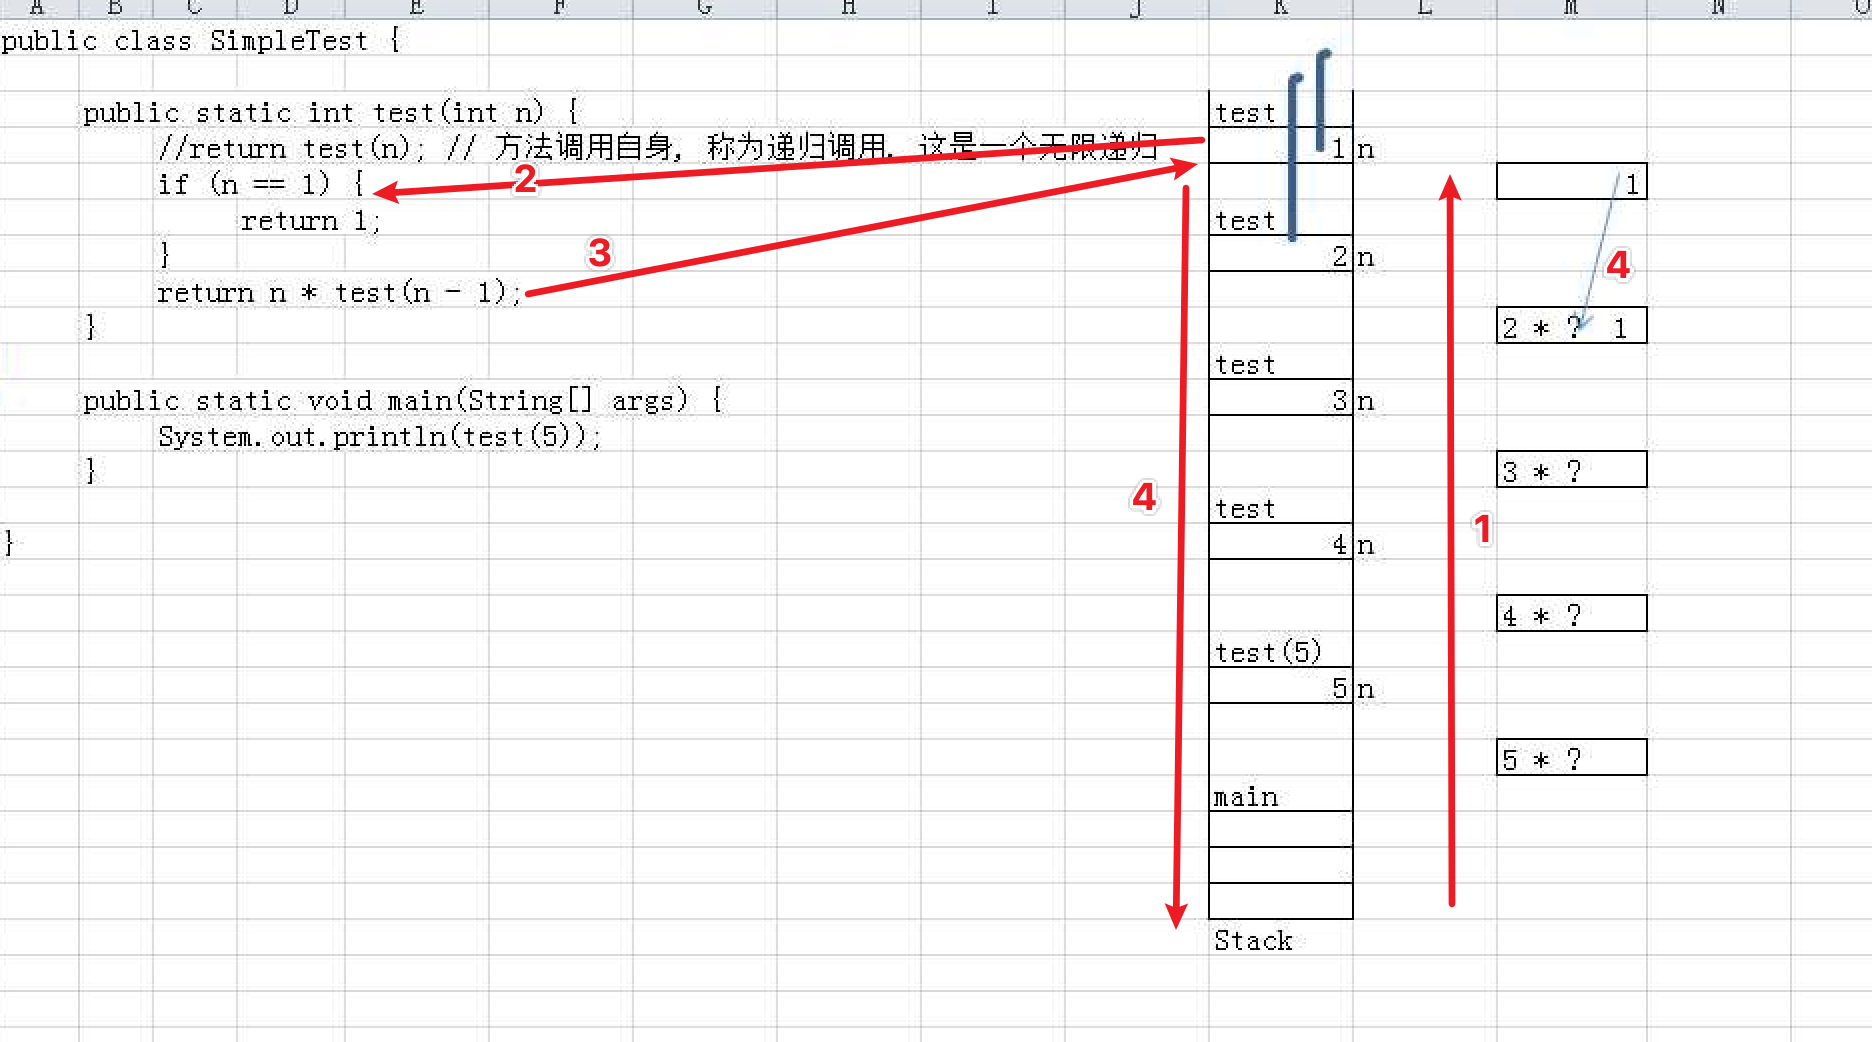 A B C D E F G H I J K L M N O
public class SimpleTest {
public static int test(int n) {
//return test(n); // 方法调用自身, 称为递归调用. 这是一个无限递归
if (n == 1) {
return 1;
}
return n * test(n - 1);
}
public static void main(String[] args) {
System.out.println(test(5));
}
}
2
3
4
test
1 n
test
2 n
test
3 n
test
4 n
test(5)
5 n
main
Stack
1
1
4
2 * ? 1
3 * ?
4 * ?
5 * ?